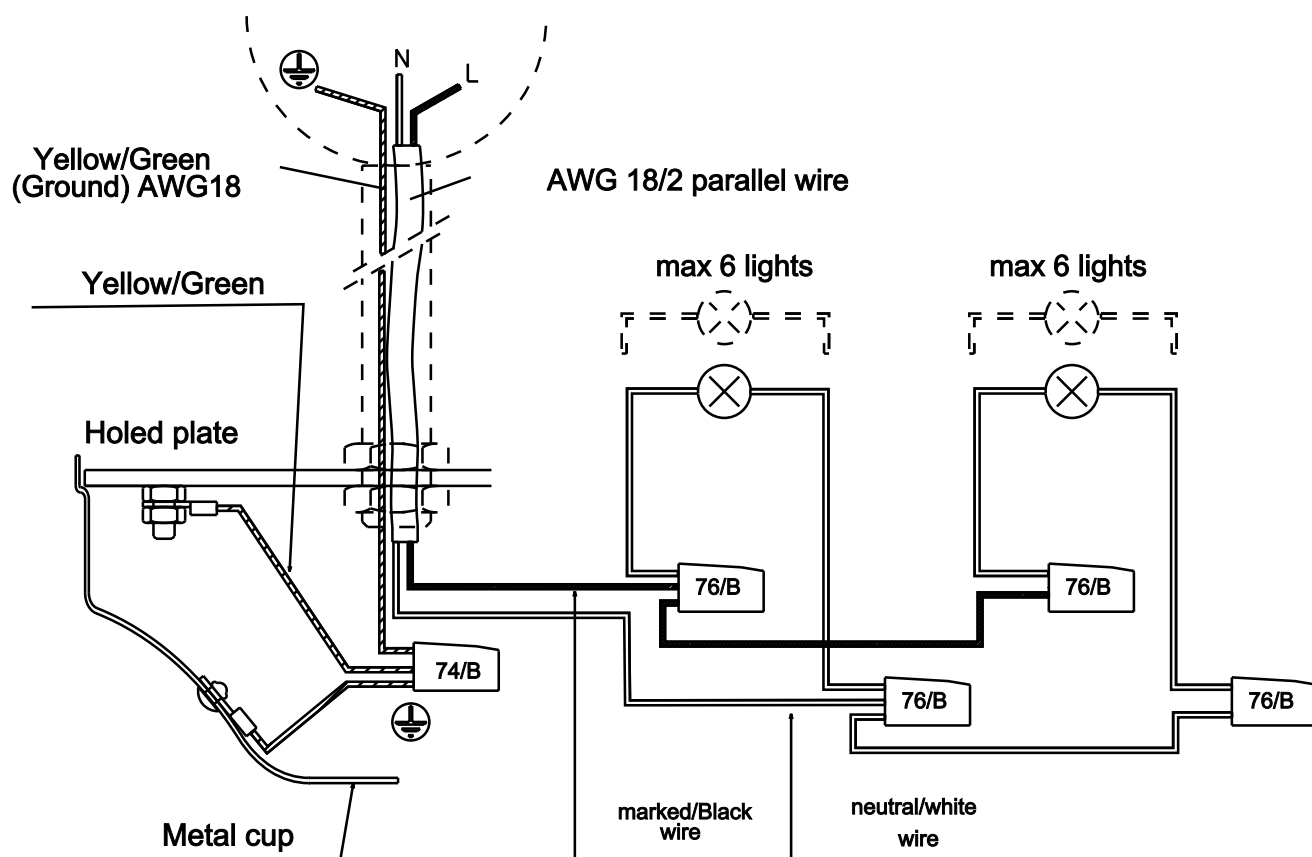 N
L
Yellow/Green
(Ground) AWG18
AWG 18/2 parallel wire
Yellow/Green
max 6 lights
max 6 lights
Holed plate
76/B
76/B
74/B
76/B
76/B
Metal cup
marked/Black
wire
neutral/white
wire